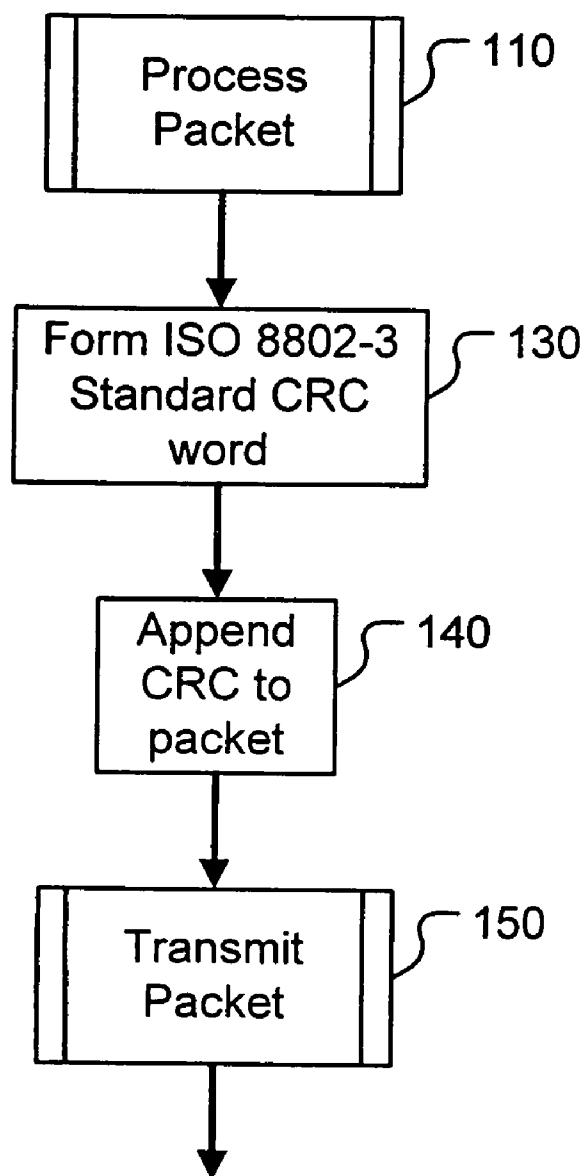 Process
Packet
110
Form ISO 8802-3
Standard CRC
word
130
Append
CRC to
packet
140
Transmit
Packet
150